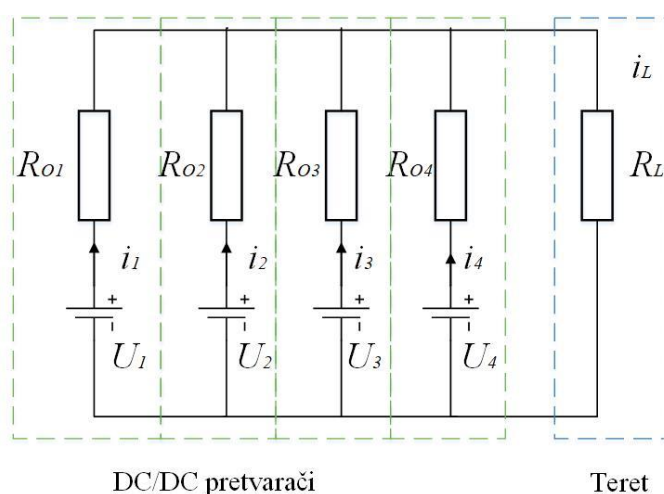 iL
Ro1 Ro2 Ro3 Ro4 RL
i1 i2 i3 i4
+ + + +
- - - -
U1 U2 U3 U4
DC/DC pretvarači Teret